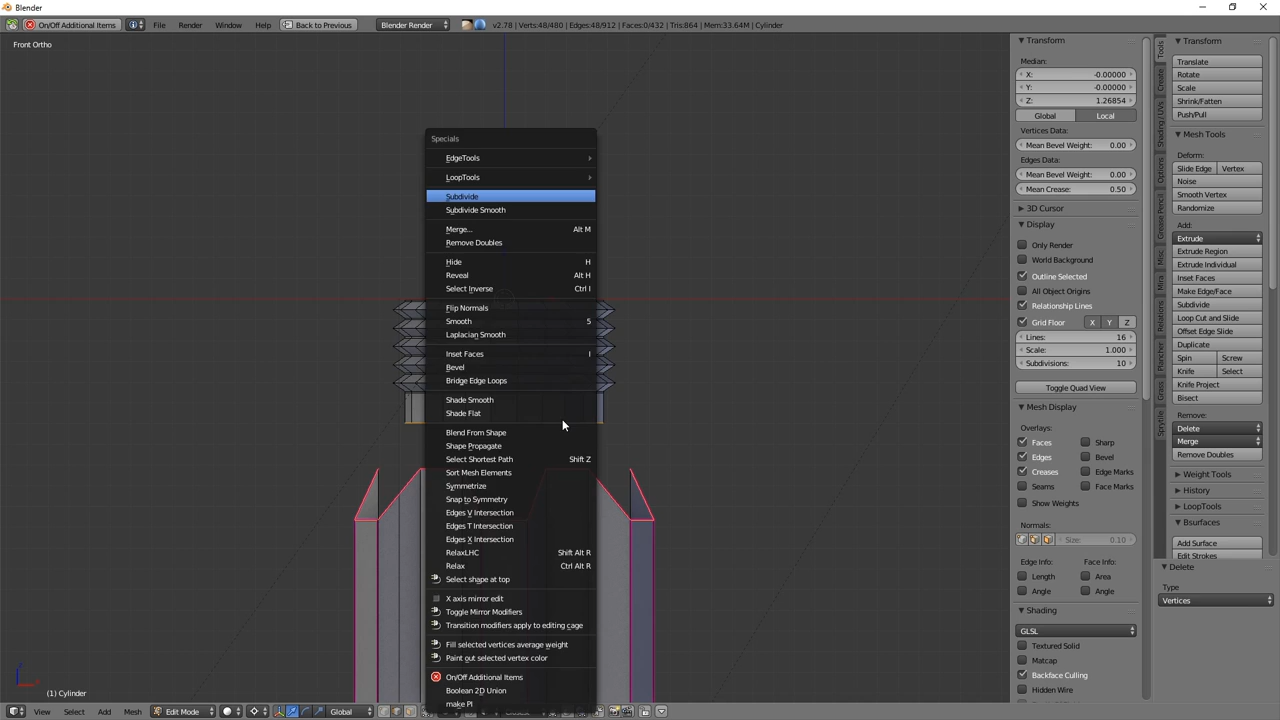 Blender
On/Off Additional Items
File
Render
Window
Help
Back to Previous
Blender Render
v2.78 | Verts:48/480 | Edges:48/912 | Faces:0/432 | Tris:864 | Mem:33.64M | Cylinder
Front Ortho
Specials
EdgeTools
LoopTools
Subdivide
Subdivide Smooth
Merge... Alt M
Remove Doubles
Hide H
Reveal Alt H
Select Inverse Ctrl I
Flip Normals
Smooth 5
Laplacian Smooth
Inset Faces I
Bevel
Bridge Edge Loops
Shade Smooth
Shade Flat
Blend From Shape
Shape Propagate
Select Shortest Path Shift Z
Sort Mesh Elements
Symmetrize
Snap to Symmetry
Edges V Intersection
Edges T Intersection
Edges X Intersection
RelaxLHC Shift Alt R
Relax Ctrl Alt R
Select shape at top
X axis mirror edit
Toggle Mirror Modifiers
Transition modifiers apply to editing cage
Fill selected vertices average weight
Paint out selected vertex color
On/Off Additional Items
Boolean 2D Union
make PI
(1) Cylinder
View
Select
Add
Mesh
Edit Mode
Global
Transform
Median:
X: -0.00000
Y: -0.00000
Z: 1.26854
Global Local
Vertices Data:
Mean Bevel Weight: 0.00
Edges Data:
Mean Bevel Weight: 0.00
Mean Crease: 0.50
3D Cursor
Display
Only Render
World Background
Outline Selected
All Object Origins
Relationship Lines
Grid Floor X Y Z
Lines: 16
Scale: 1.000
Subdivisions: 10
Toggle Quad View
Mesh Display
Overlays:
Faces Sharp
Edges Bevel
Creases Edge Marks
Seams Face Marks
Show Weights
Normals:
Size: 0.10
Edge Info: Face Info:
Length Area
Angle Angle
Shading
GLSL
Textured Solid
Matcap
Backface Culling
Hidden Wire
Tools
Create
Shading / UVs
Options
Grease Pencil
Misc
Mira
Relations
Plancher
Grass
Sprytile
Transform
Translate
Rotate
Scale
Shrink/Fatten
Push/Pull
Mesh Tools
Deform:
Slide Edge Vertex
Noise
Smooth Vertex
Randomize
Add:
Extrude
Extrude Region
Extrude Individual
Inset Faces
Make Edge/Face
Subdivide
Loop Cut and Slide
Offset Edge Slide
Duplicate
Spin Screw
Knife Select
Knife Project
Bisect
Remove:
Delete
Merge
Remove Doubles
Weight Tools
History
LoopTools
Bsurfaces
Add Surface
Edit Strokes
Delete
Type
Vertices